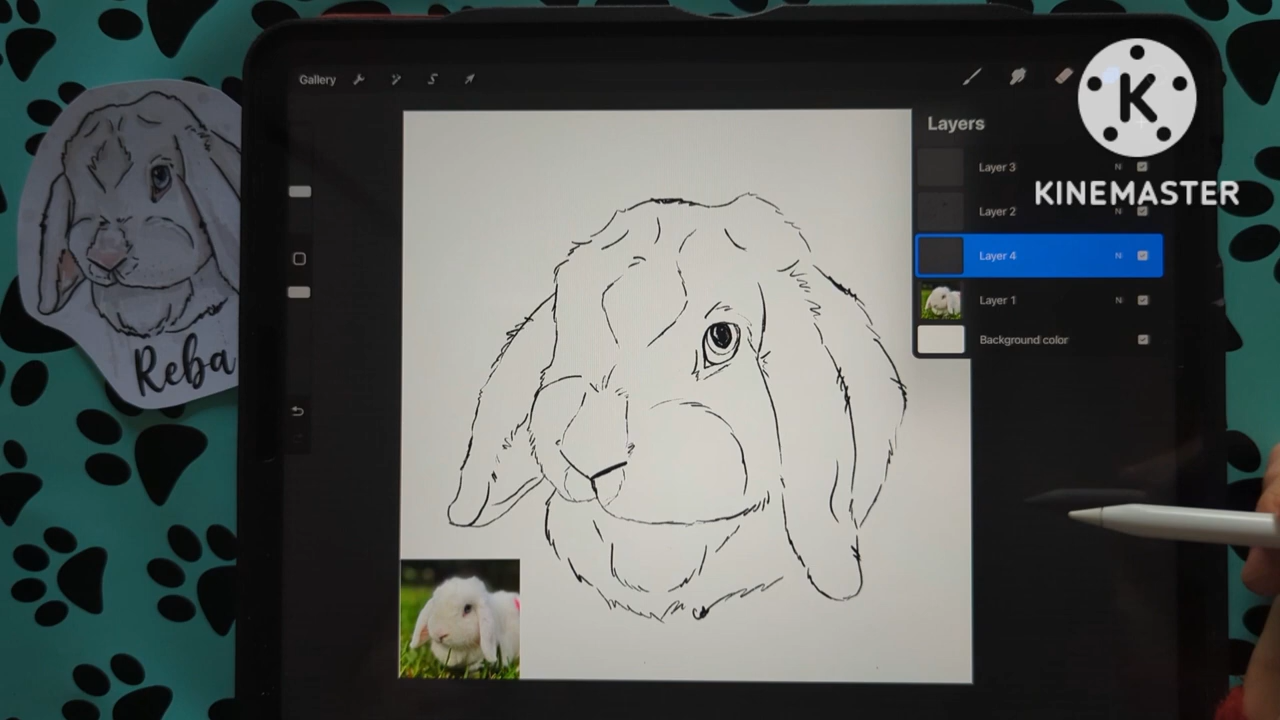 Gallery
Layers
Layer 3
N
Layer 2
N
Layer 4
N
Layer 1
N
Background color
K
KINEMASTER
Reba